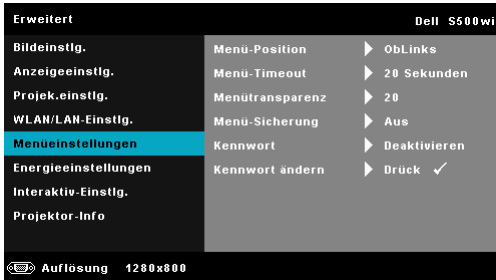 Erweitert Dell S500wi
Bildeinstlg.
Anzeigeeinstlg.
Projek.einstlg.
WLAN/LAN-Einstlg.
Menüeinstellungen
Energieeinstellungen
Interaktiv-Einstlg.
Projektor-Info
Menü-Position ObLinks
Menü-Timeout 20 Sekunden
Menütransparenz 20
Menü-Sicherung Aus
Kennwort Deaktivieren
Kennwort ändern Drück ✓
Auflösung 1280x800